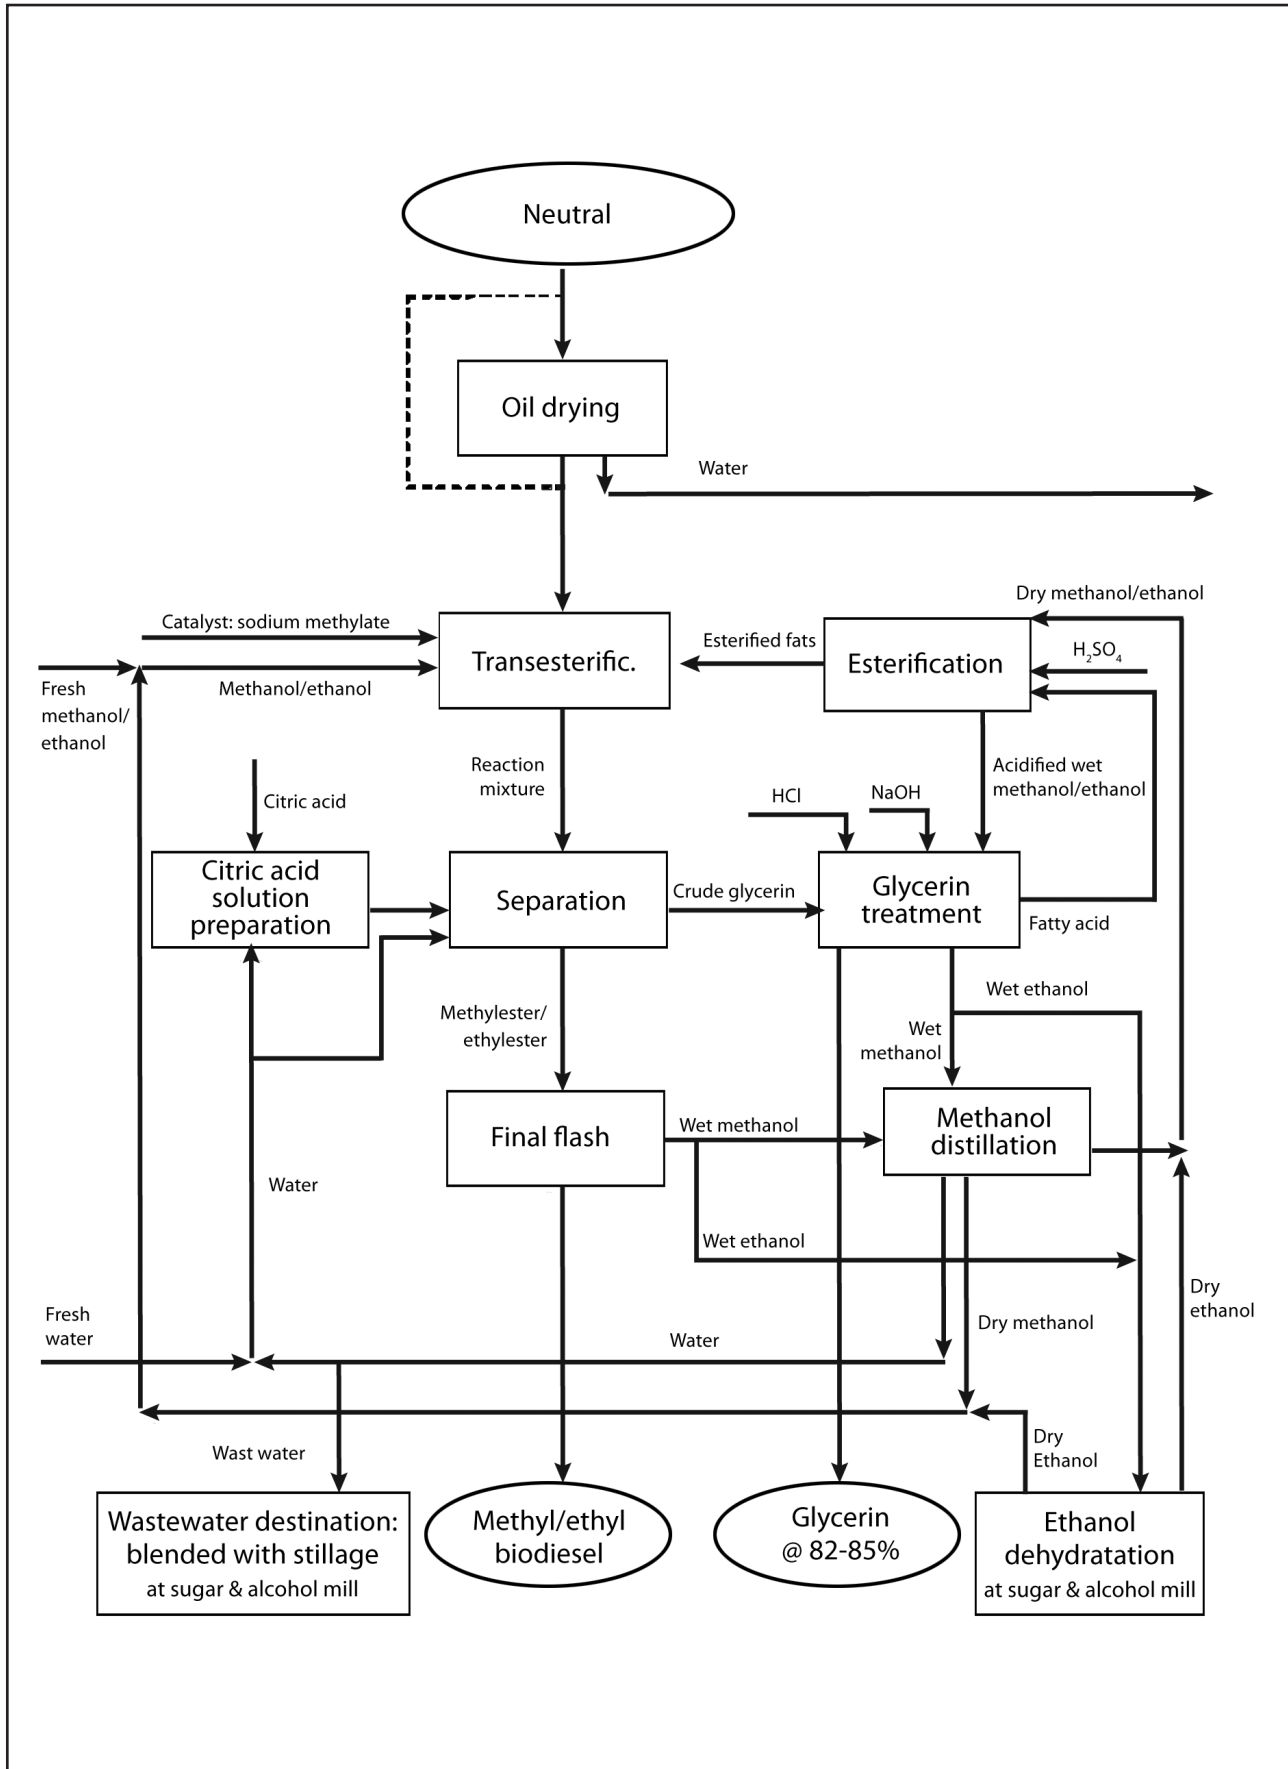 Neutral
Oil drying
Water
Dry methanol/ethanol
Catalyst: sodium methylate
Esterified fats
Transesterific.
Esterification
H₂SO₄
Fresh
methanol/
ethanol
Methanol/ethanol
Reaction
mixture
Acidified wet
methanol/ethanol
Citric acid
HCl
NaOH
Citric acid
solution
preparation
Separation
Crude glycerin
Glycerin
treatment
Fatty acid
Wet ethanol
Methylester/
ethylester
Wet
methanol
Final flash
Wet methanol
Methanol
distillation
Water
Wet ethanol
Dry
ethanol
Fresh
water
Water
Dry methanol
Wast water
Dry
Ethanol
Wastewater destination:
blended with stillage
at sugar & alcohol mill
Methyl/ethyl
biodiesel
Glycerin
@ 82-85%
Ethanol
dehydratation
at sugar & alcohol mill